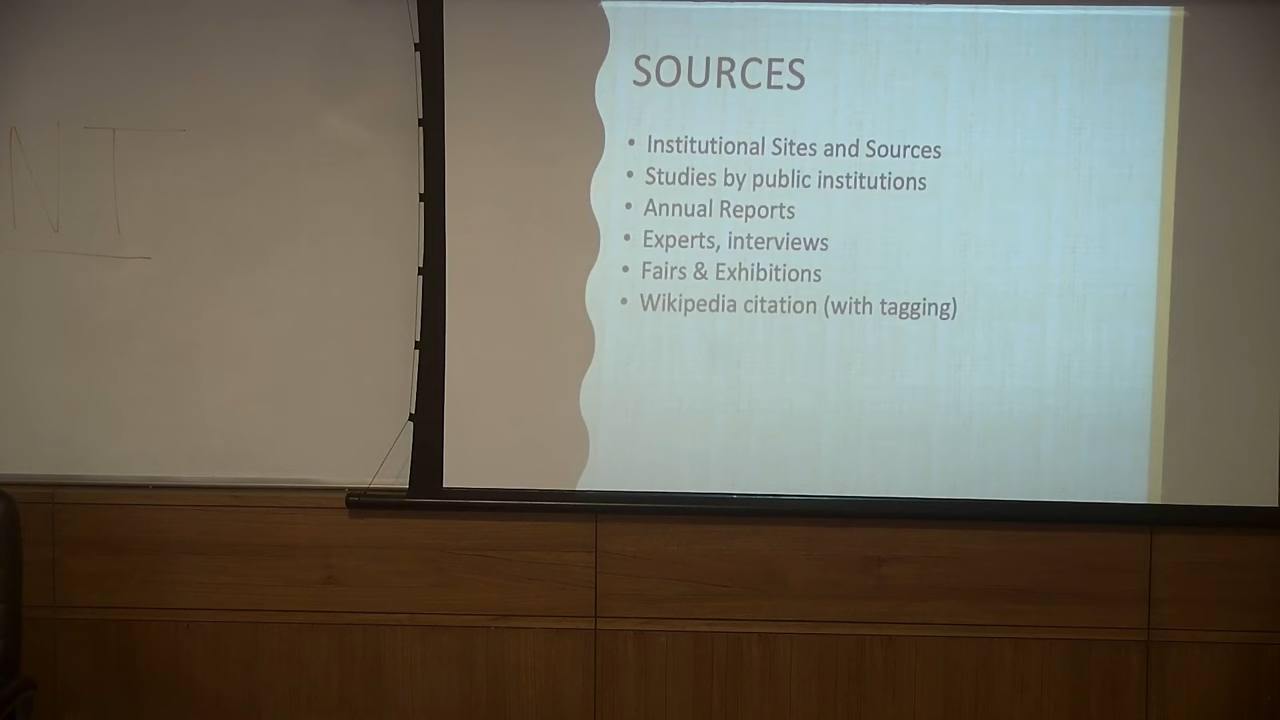 NT
SOURCES
• Institutional Sites and Sources
• Studies by public institutions
• Annual Reports
• Experts, interviews
• Fairs & Exhibitions
• Wikipedia citation (with tagging)